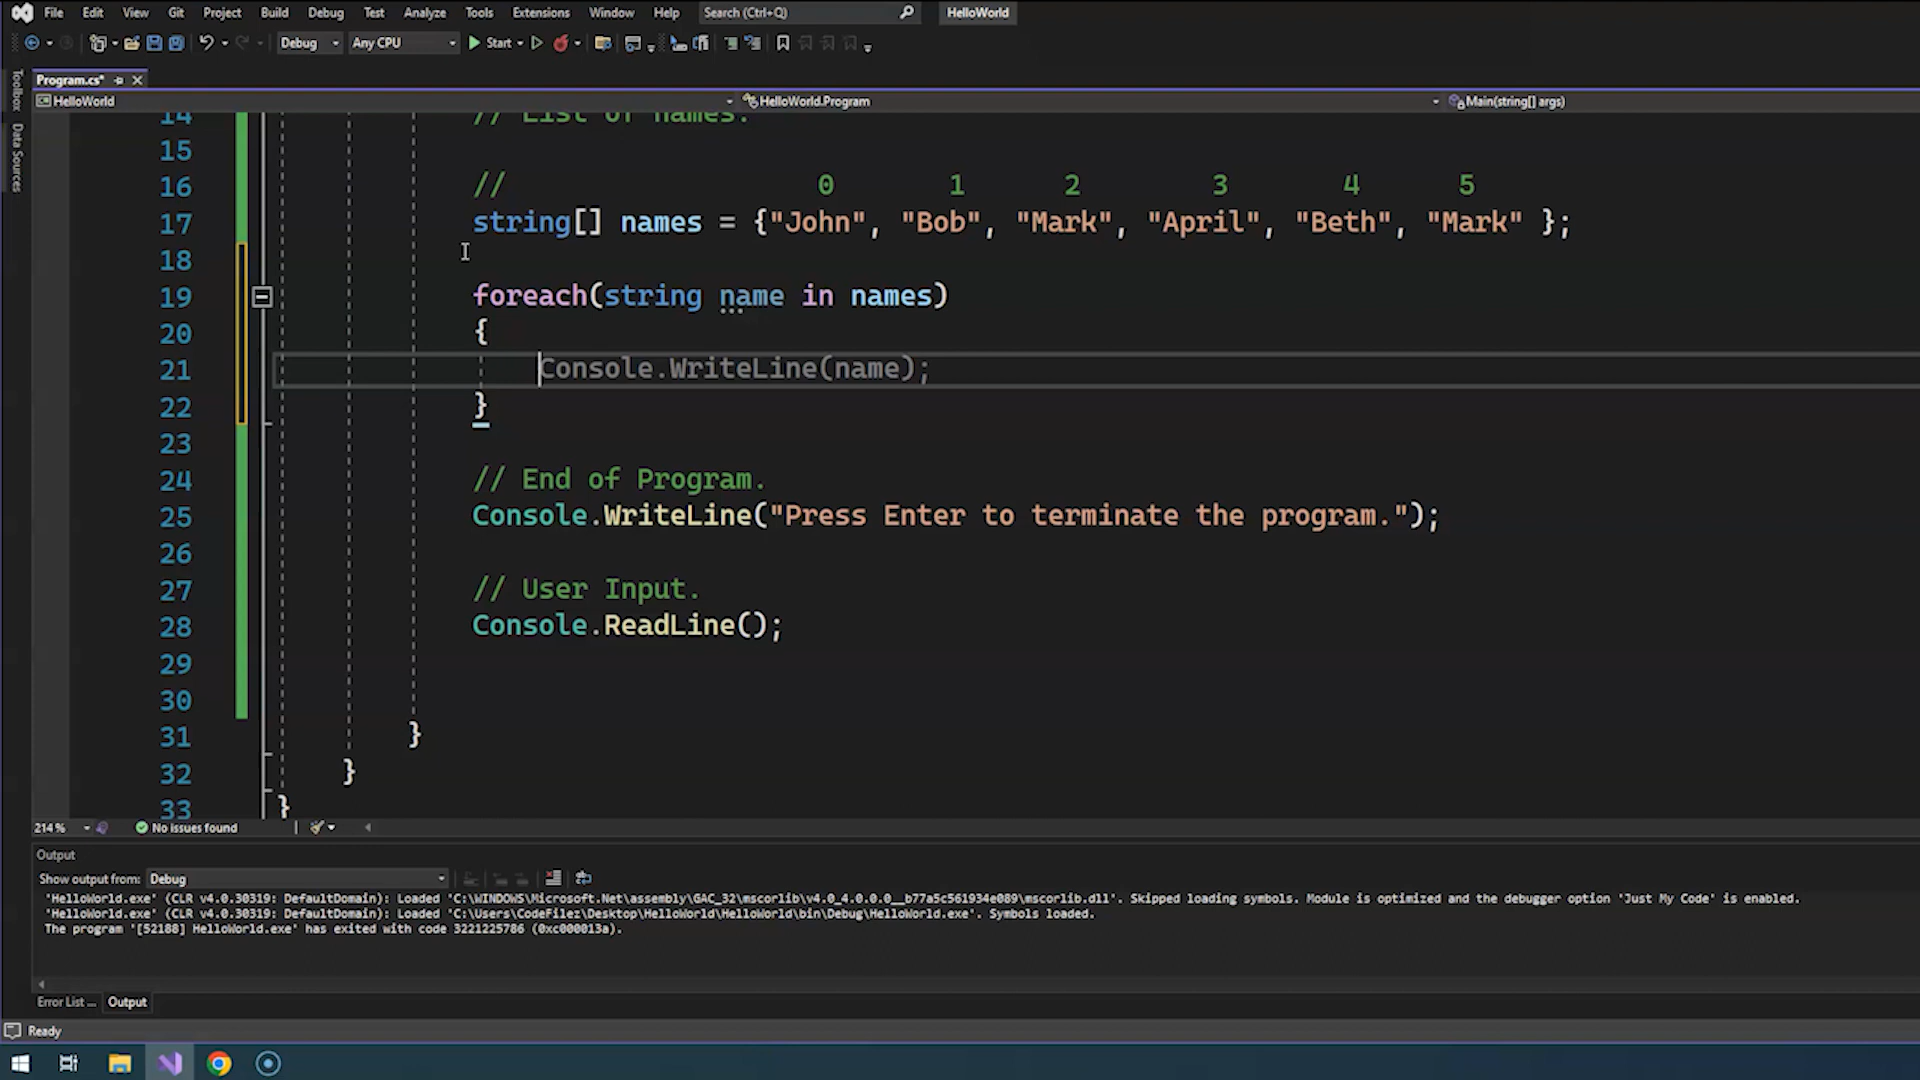 File Edit View Git Project Build Debug Test Analyze Tools Extensions Window Help Search (Ctrl+Q) HelloWorld
Debug Any CPU Start
Program.cs*
HelloWorld HelloWorld.Program Main(string[] args)
Toolbox
Data Sources
14 // List of names.
15
16 // 0 1 2 3 4 5
17 string[] names = {"John", "Bob", "Mark", "April", "Beth", "Mark" };
18
19 foreach(string name in names)
20 {
21 Console.WriteLine(name);
22 }
23
24 // End of Program.
25 Console.WriteLine("Press Enter to terminate the program.");
26
27 // User Input.
28 Console.ReadLine();
29
30
31 }
32 }
33 }
214 % No issues found
Output
Show output from: Debug
'HelloWorld.exe' (CLR v4.0.30319: DefaultDomain): Loaded 'C:\WINDOWS\Microsoft.Net\assembly\GAC_32\mscorlib\v4.0_4.0.0.0__b77a5c561934e089\mscorlib.dll'. Skipped loading symbols. Module is optimized and the debugger option 'Just My Code' is enabled.
'HelloWorld.exe' (CLR v4.0.30319: DefaultDomain): Loaded 'C:\Users\CodeFilez\Desktop\HelloWorld\HelloWorld\bin\Debug\HelloWorld.exe'. Symbols loaded.
The program '[52188] HelloWorld.exe' has exited with code 3221225786 (0xc000013a).
Error List ... Output
Ready